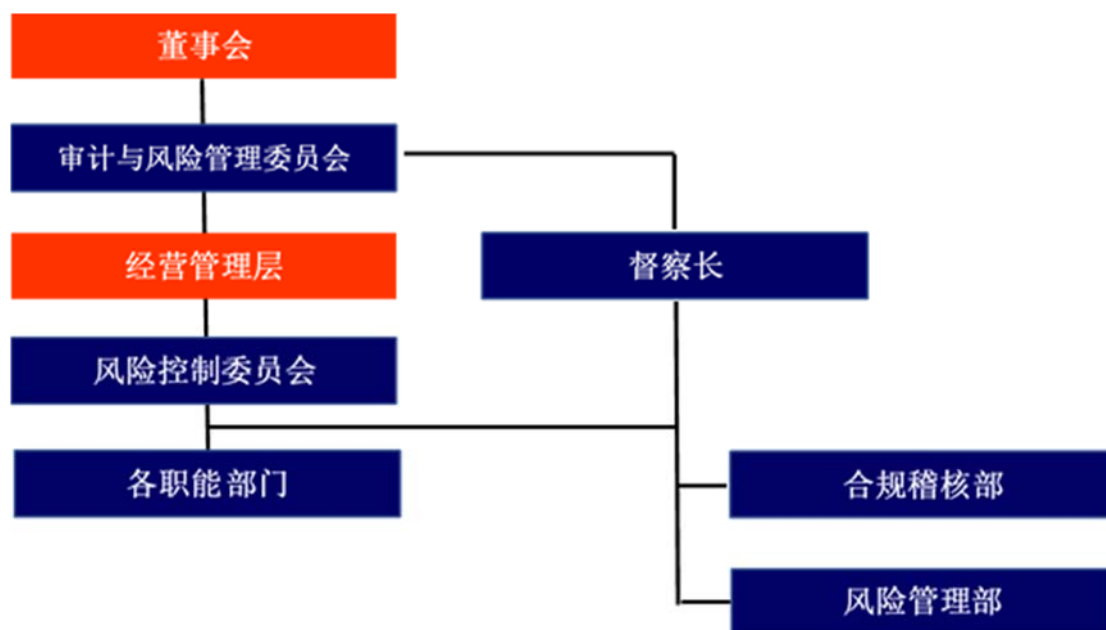 董事会
审计与风险管理委员会
经营管理层
督察长
风险控制委员会
各职能部门
合规稽核部
风险管理部